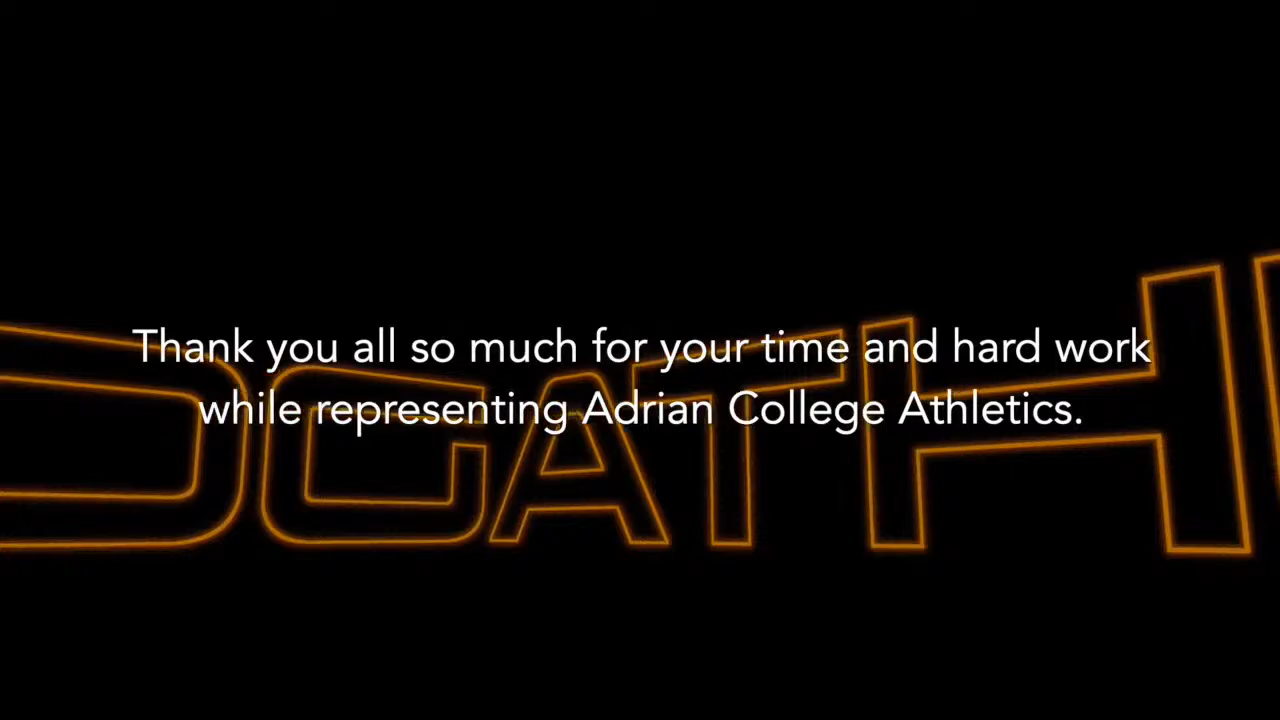 Thank you all so much for your time and hard work
while representing Adrian College Athletics.